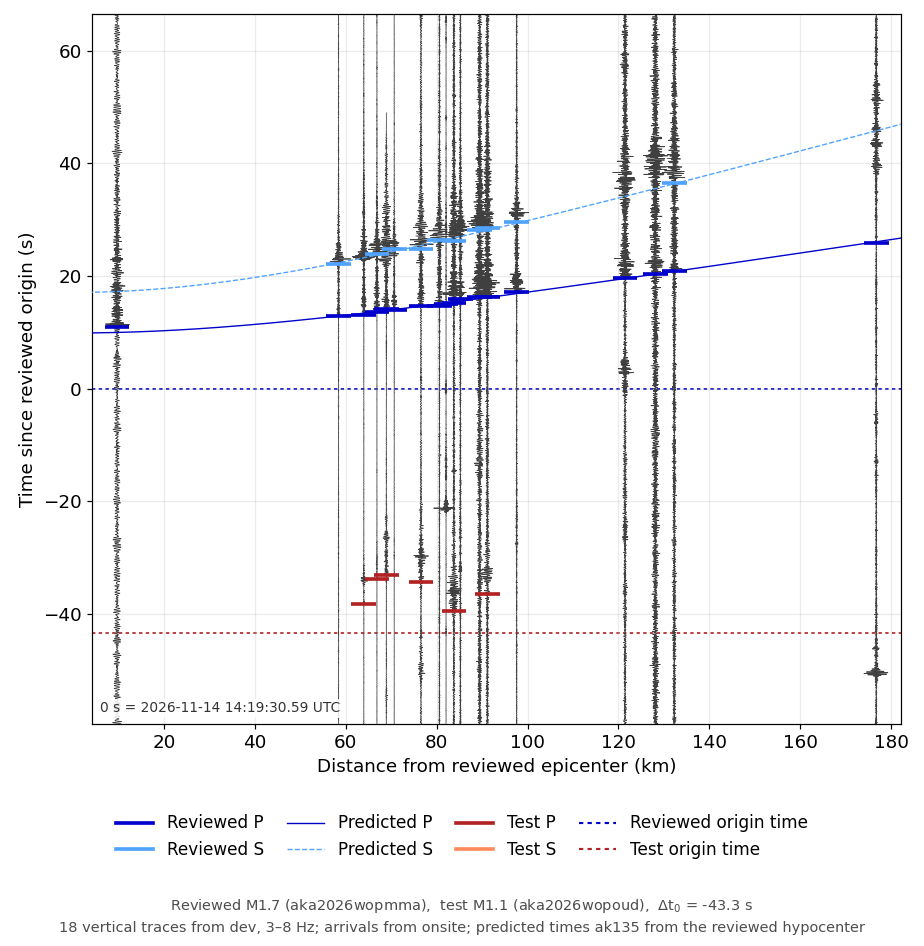 60
40
20
0
−20
−40
Time since reviewed origin (s)
0 s = 2026-11-14 14:19:30.59 UTC
20 40 60 80 100 120 140 160 180
Distance from reviewed epicenter (km)
Reviewed P Predicted P Test P Reviewed origin time
Reviewed S Predicted S Test S Test origin time
Reviewed M1.7 (aka2026wopmma), test M1.1 (aka2026wopoud), Δt₀ = -43.3 s
18 vertical traces from dev, 3–8 Hz; arrivals from onsite; predicted times ak135 from the reviewed hypocenter